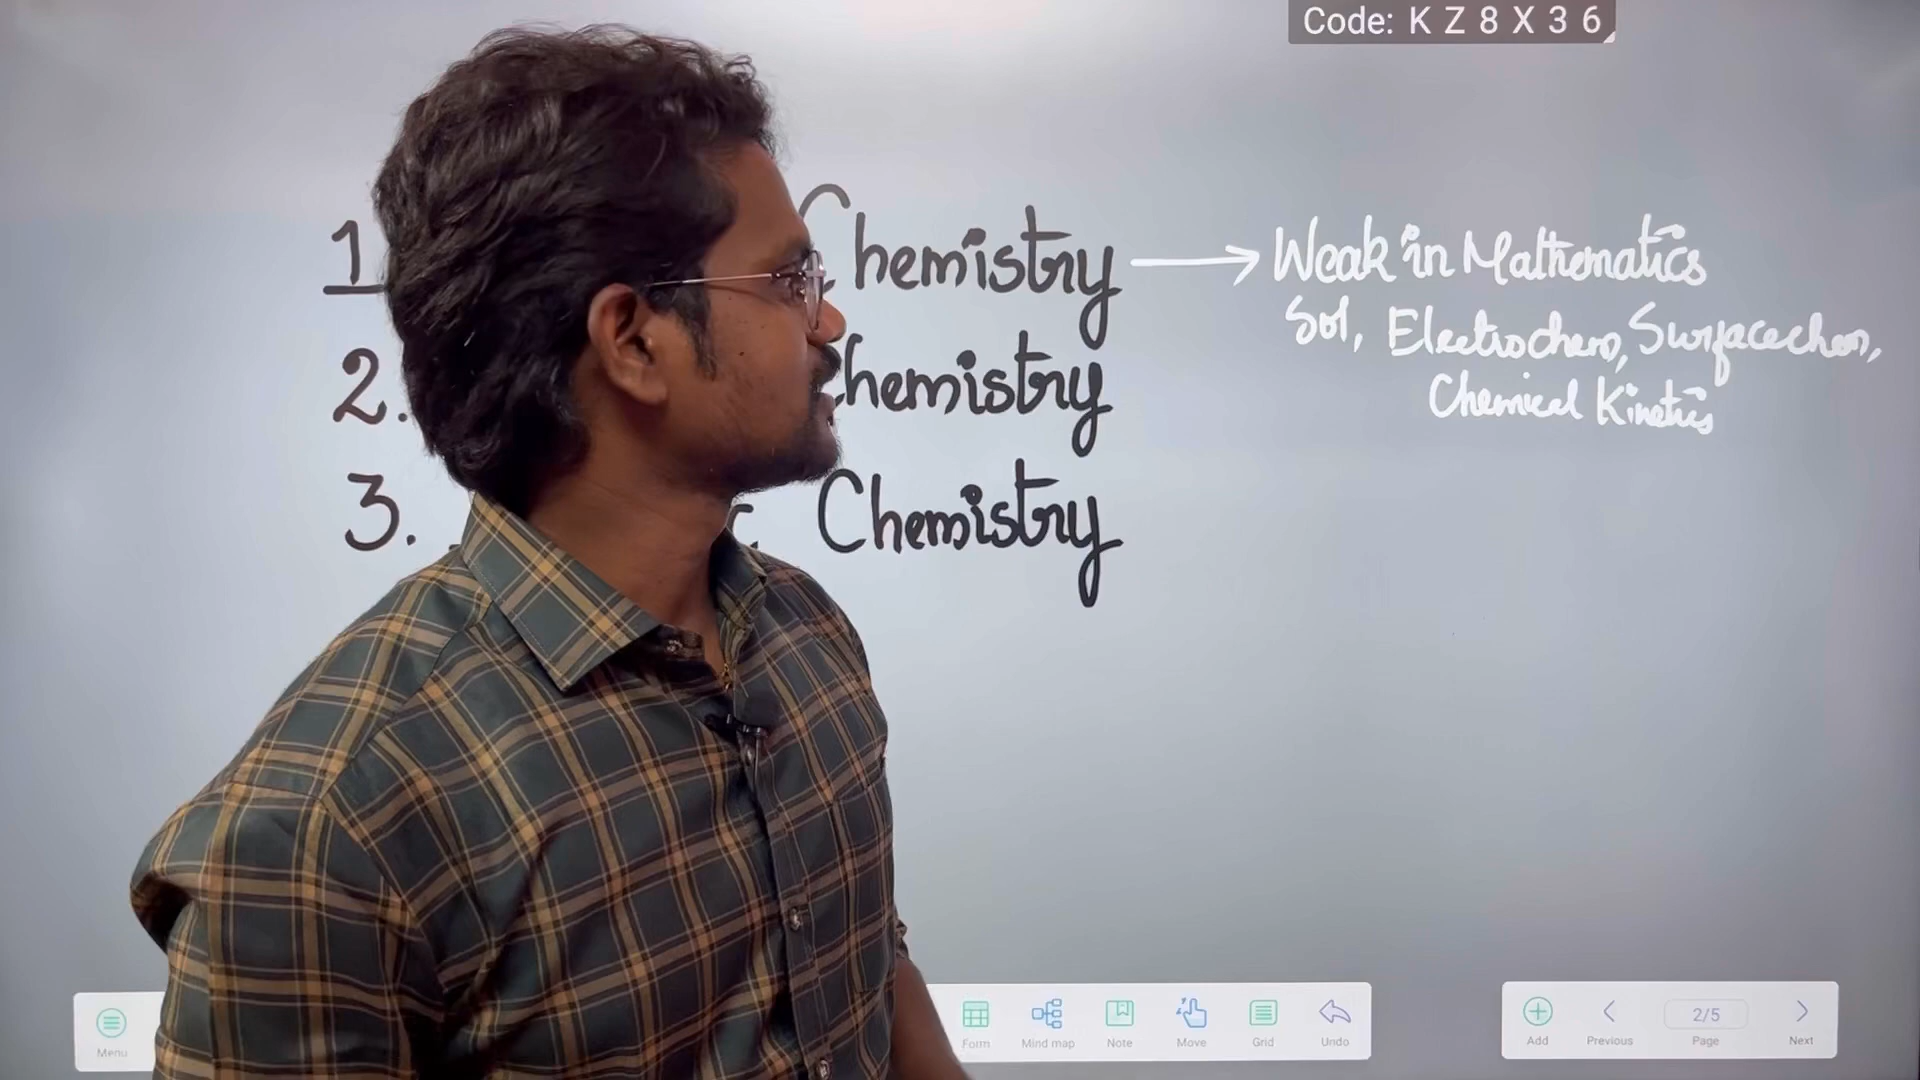 Code: K Z 8 X 3 6
1 Chemistry → Weak in Mathematics
Sol, Electrochem, Surfacechem,
Chemical Kinetics
2. Chemistry
3. Chemistry
Menu Form Mind map Note Move Grid Undo Add Previous 2/5 Page Next